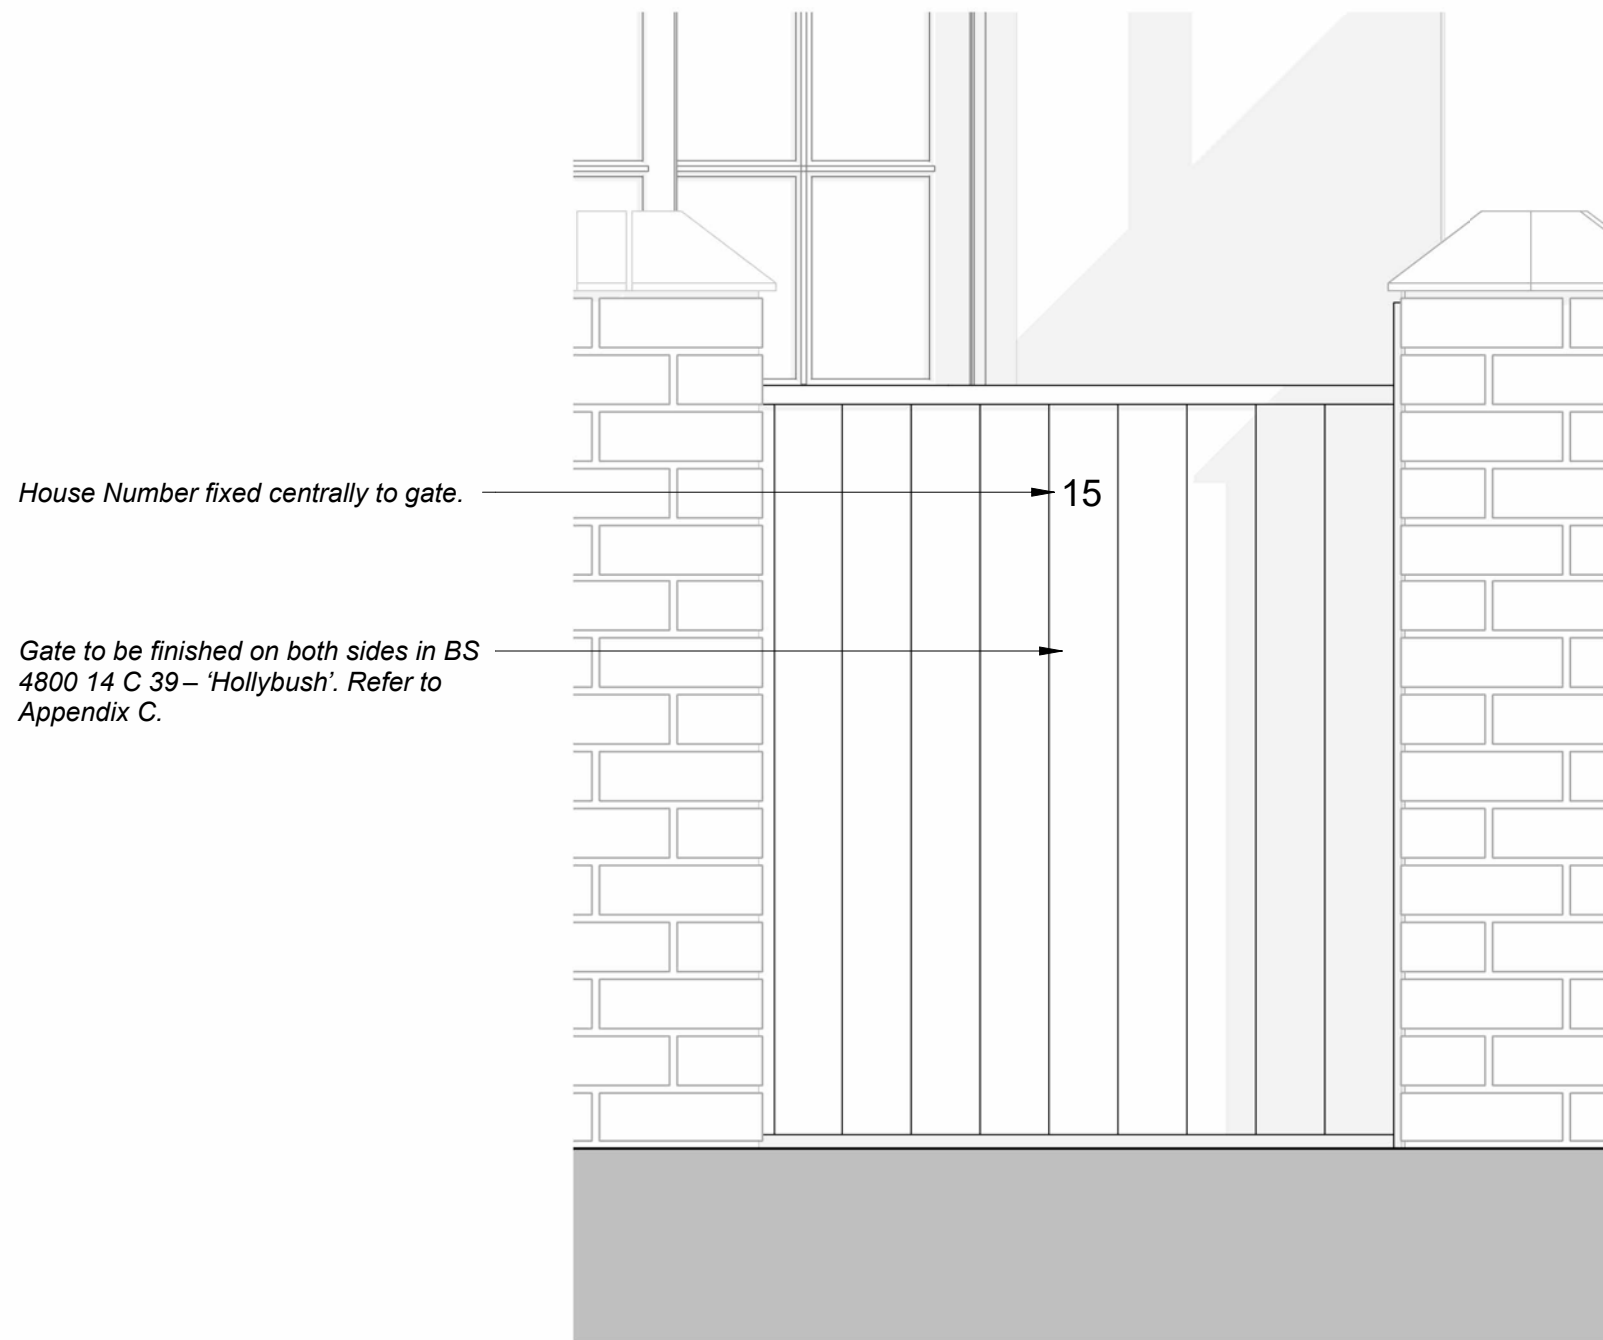 House Number fixed centrally to gate.
15
Gate to be finished on both sides in BS
4800 14 C 39 – ‘Hollybush’. Refer to
Appendix C.